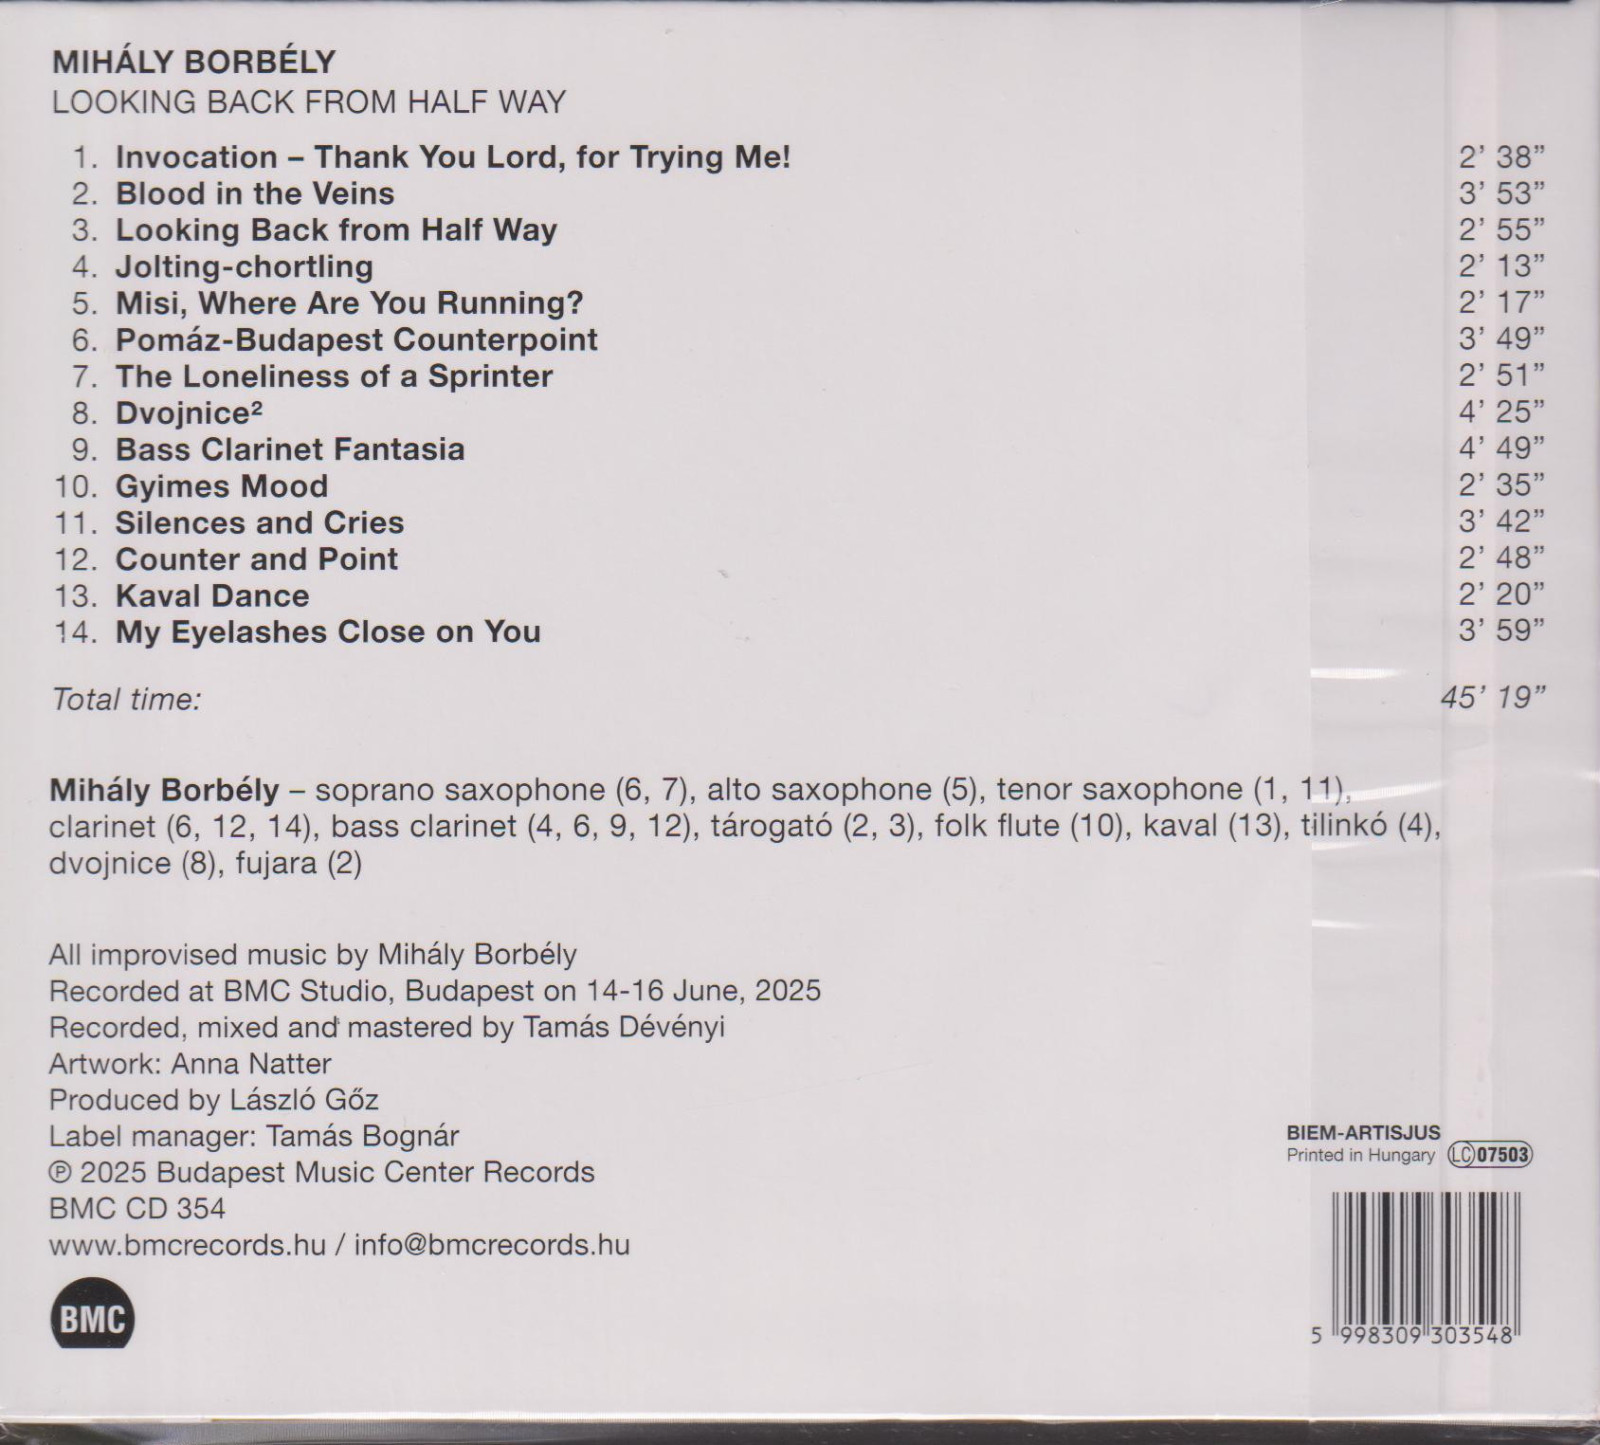 MIHÁLY BORBÉLY
LOOKING BACK FROM HALF WAY
1. Invocation – Thank You Lord, for Trying Me! 2’ 38”
2. Blood in the Veins 3’ 53”
3. Looking Back from Half Way 2’ 55”
4. Jolting-chortling 2’ 13”
5. Misi, Where Are You Running? 2’ 17”
6. Pomáz-Budapest Counterpoint 3’ 49”
7. The Loneliness of a Sprinter 2’ 51”
8. Dvojnice² 4’ 25”
9. Bass Clarinet Fantasia 4’ 49”
10. Gyimes Mood 2’ 35”
11. Silences and Cries 3’ 42”
12. Counter and Point 2’ 48”
13. Kaval Dance 2’ 20”
14. My Eyelashes Close on You 3’ 59”
Total time: 45’ 19”
Mihály Borbély – soprano saxophone (6, 7), alto saxophone (5), tenor saxophone (1, 11),
clarinet (6, 12, 14), bass clarinet (4, 6, 9, 12), tárogató (2, 3), folk flute (10), kaval (13), tilinkó (4),
dvojnice (8), fujara (2)
All improvised music by Mihály Borbély
Recorded at BMC Studio, Budapest on 14-16 June, 2025
Recorded, mixed and mastered by Tamás Dévényi
Artwork: Anna Natter
Produced by László Gőz
Label manager: Tamás Bognár
℗ 2025 Budapest Music Center Records
BMC CD 354
www.bmcrecords.hu / info@bmcrecords.hu
BMC
BIEM-ARTISJUS
Printed in Hungary LC 07503
5 998309 303548